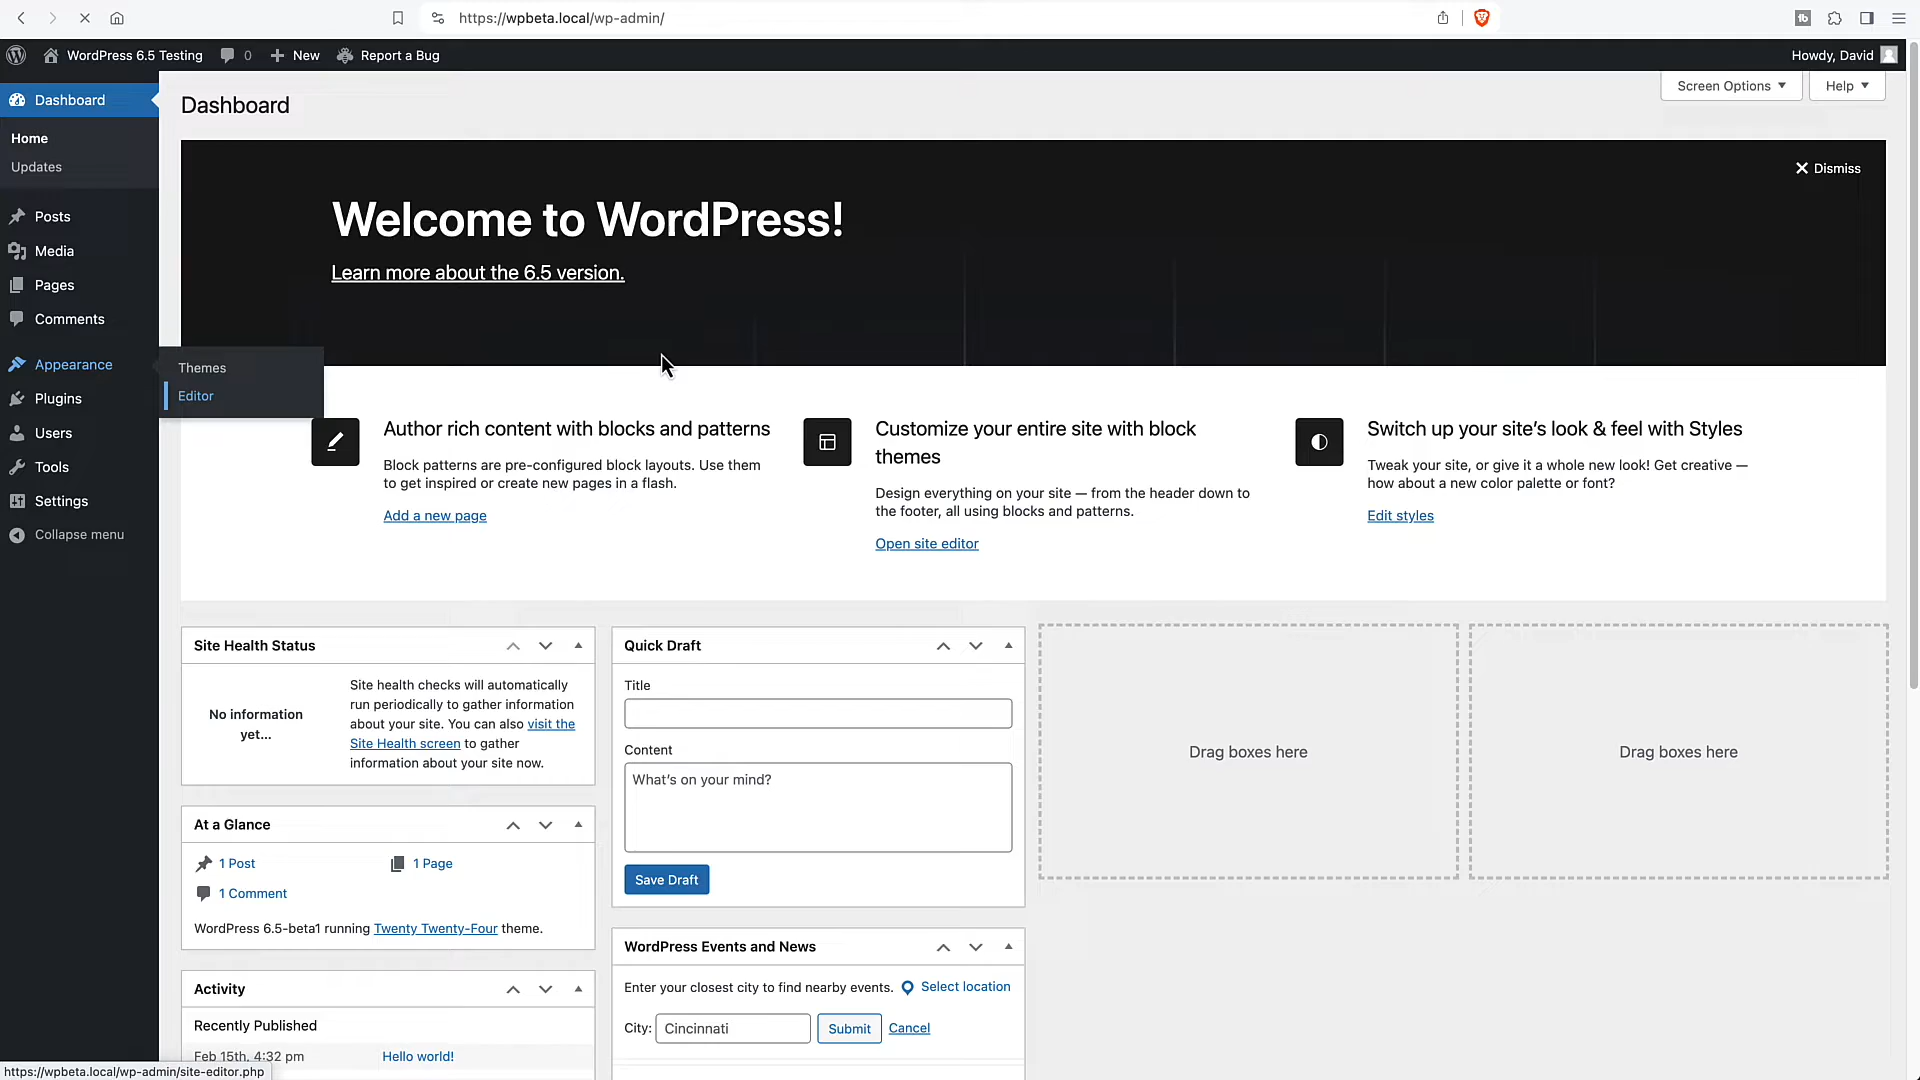 https://wpbeta.local/wp-admin/
WordPress 6.5 Testing 0 New Report a Bug Howdy, David
Dashboard
Home
Updates
Posts
Media
Pages
Comments
Appearance
Plugins
Users
Tools
Settings
Collapse menu
Themes
Editor
Dashboard
Screen Options
Help
Dismiss
Welcome to WordPress!
Learn more about the 6.5 version.
Author rich content with blocks and patterns
Block patterns are pre-configured block layouts. Use them
to get inspired or create new pages in a flash.
Add a new page
Customize your entire site with block
themes
Design everything on your site — from the header down to
the footer, all using blocks and patterns.
Open site editor
Switch up your site’s look & feel with Styles
Tweak your site, or give it a whole new look! Get creative —
how about a new color palette or font?
Edit styles
Site Health Status
No information
yet...
Site health checks will automatically
run periodically to gather information
about your site. You can also visit the
Site Health screen to gather
information about your site now.
At a Glance
1 Post
1 Page
1 Comment
WordPress 6.5-beta1 running Twenty Twenty-Four theme.
Activity
Recently Published
Feb 15th, 4:32 pm Hello world!
Quick Draft
Title
Content
What’s on your mind?
Save Draft
WordPress Events and News
Enter your closest city to find nearby events. Select location
City: Cincinnati Submit Cancel
Drag boxes here
Drag boxes here
https://wpbeta.local/wp-admin/site-editor.php